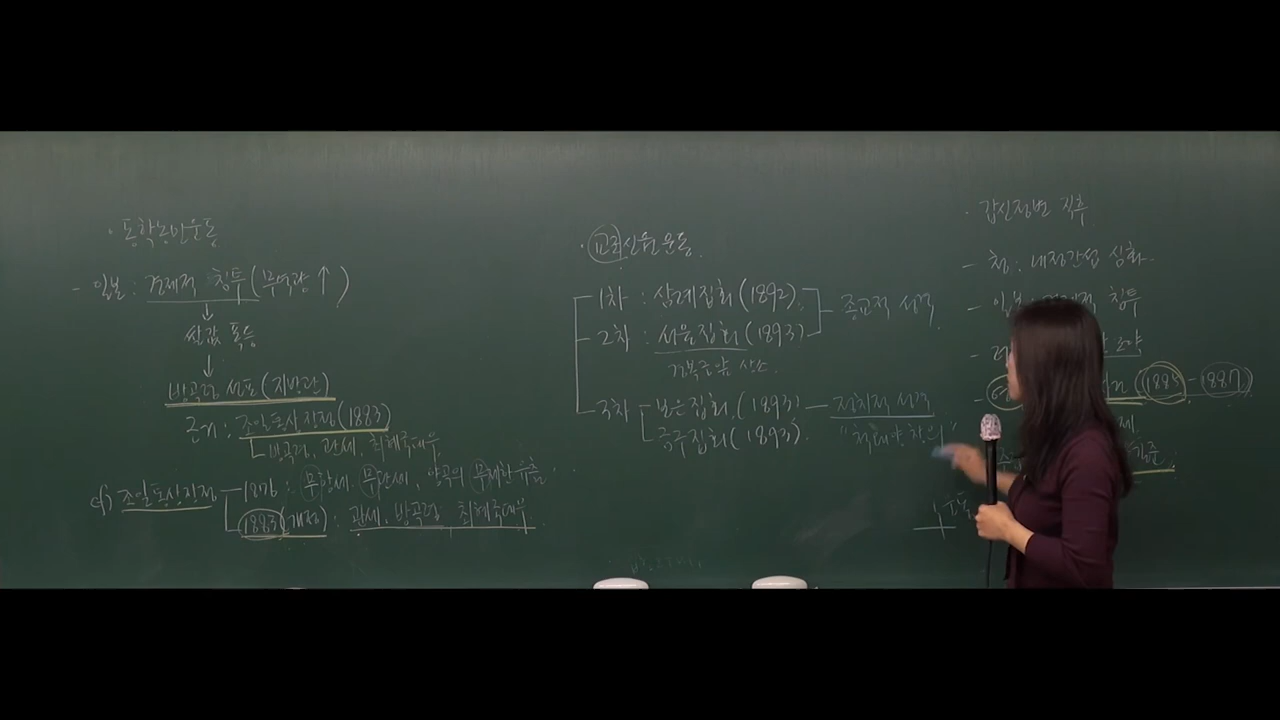 · 동학농민운동
- 일본 : 경제적 침투 (무역량 ↑)
↓
쌀값 폭등
↓
방곡령 선포 (지방관)
근거 : 조일통상장정 (1883)
방곡령, 관세, 최혜국대우
cf) 조일통상장정
1876 : 무항세, 무관세, 양곡의 무제한 유출
1883 (개정) : 관세, 방곡령 최혜국대우
· 교조신원운동.
1차 : 삼례집회 (1892)
2차 : 서울집회 (1893)
종교적 성격
경복궁앞 상소.
3차
보은집회. (1893)
금구집회 (1893).
정치적 성격
"척왜양창의"
· 갑신정변 직후
- 청 : 내정간섭 심화.
- 일본 침투
조약
(1885 - 1887)